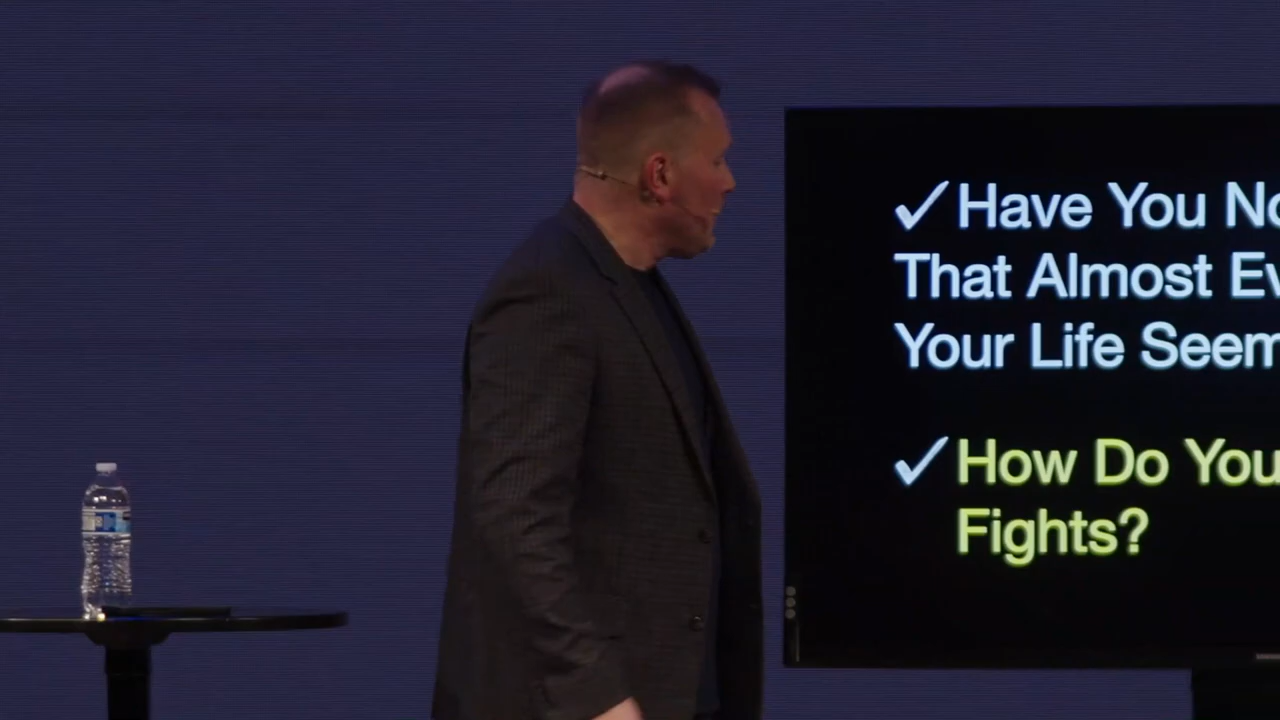 ✓Have You No
That Almost Ev
Your Life Seem
✓How Do You
Fights?